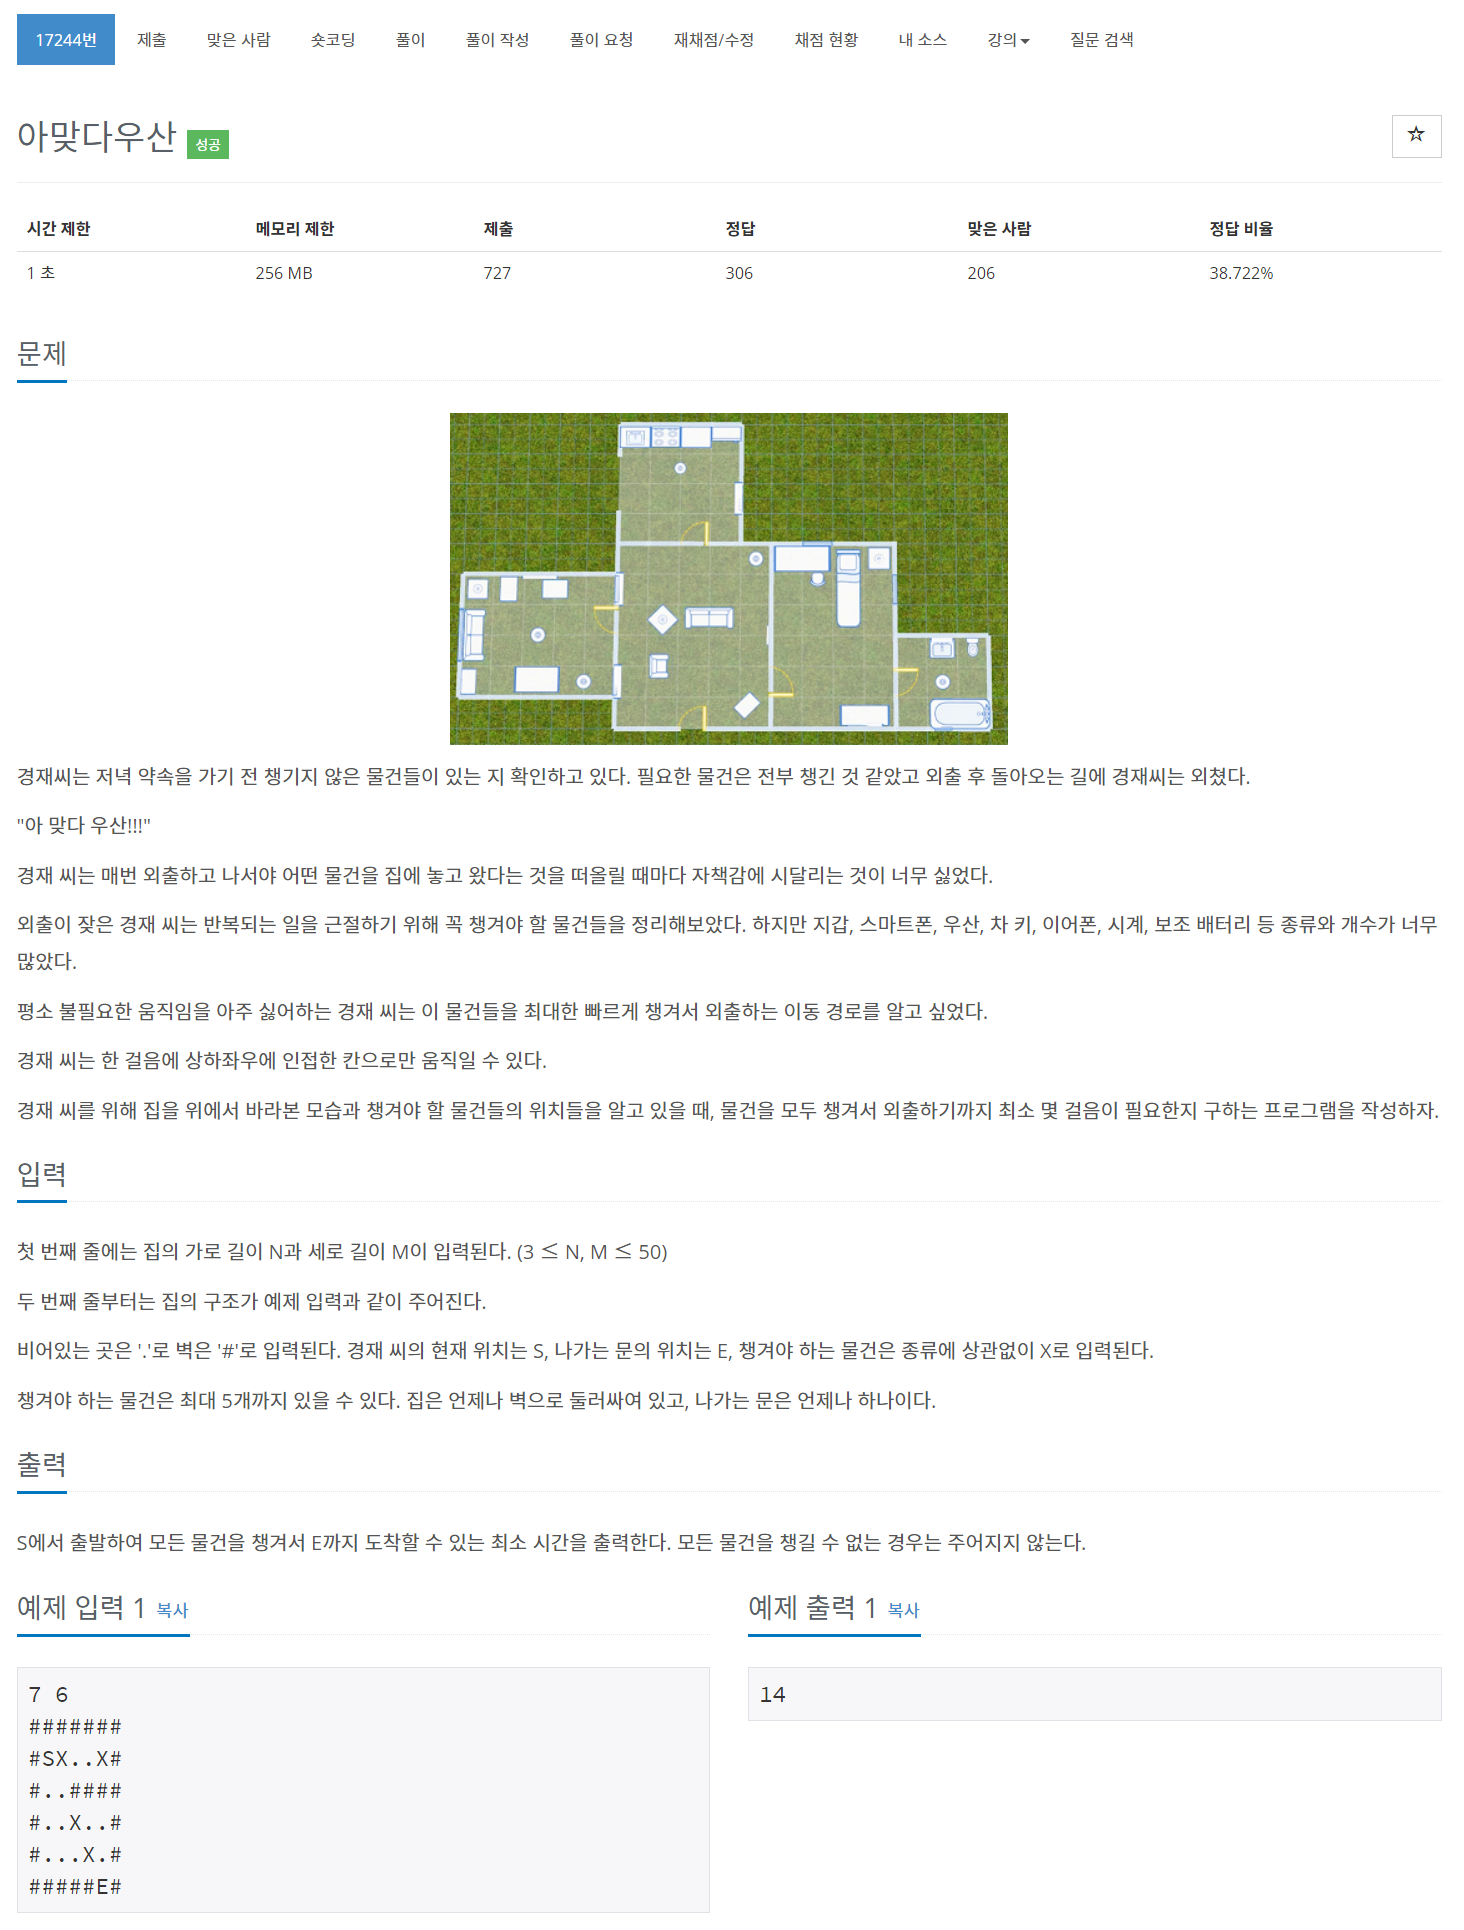 17244번 제출 맞은 사람 숏코딩 풀이 풀이 작성 풀이 요청 재채점/수정 채점 현황 내 소스 강의 질문 검색
아맞다우산 성공 ☆
시간 제한 메모리 제한 제출 정답 맞은 사람 정답 비율
1 초 256 MB 727 306 206 38.722%
문제
경재씨는 저녁 약속을 가기 전 챙기지 않은 물건들이 있는 지 확인하고 있다. 필요한 물건은 전부 챙긴 것 같았고 외출 후 돌아오는 길에 경재씨는 외쳤다.
"아 맞다 우산!!!"
경재 씨는 매번 외출하고 나서야 어떤 물건을 집에 놓고 왔다는 것을 떠올릴 때마다 자책감에 시달리는 것이 너무 싫었다.
외출이 잦은 경재 씨는 반복되는 일을 근절하기 위해 꼭 챙겨야 할 물건들을 정리해보았다. 하지만 지갑, 스마트폰, 우산, 차 키, 이어폰, 시계, 보조 배터리 등 종류와 개수가 너무
많았다.
평소 불필요한 움직임을 아주 싫어하는 경재 씨는 이 물건들을 최대한 빠르게 챙겨서 외출하는 이동 경로를 알고 싶었다.
경재 씨는 한 걸음에 상하좌우에 인접한 칸으로만 움직일 수 있다.
경재 씨를 위해 집을 위에서 바라본 모습과 챙겨야 할 물건들의 위치들을 알고 있을 때, 물건을 모두 챙겨서 외출하기까지 최소 몇 걸음이 필요한지 구하는 프로그램을 작성하자.
입력
첫 번째 줄에는 집의 가로 길이 N과 세로 길이 M이 입력된다. (3 ≤ N, M ≤ 50)
두 번째 줄부터는 집의 구조가 예제 입력과 같이 주어진다.
비어있는 곳은 '.'로 벽은 '#'로 입력된다. 경재 씨의 현재 위치는 S, 나가는 문의 위치는 E, 챙겨야 하는 물건은 종류에 상관없이 X로 입력된다.
챙겨야 하는 물건은 최대 5개까지 있을 수 있다. 집은 언제나 벽으로 둘러싸여 있고, 나가는 문은 언제나 하나이다.
출력
S에서 출발하여 모든 물건을 챙겨서 E까지 도착할 수 있는 최소 시간을 출력한다. 모든 물건을 챙길 수 없는 경우는 주어지지 않는다.
예제 입력 1 복사
7 6
#######
#SX..X#
#..####
#..X..#
#...X.#
#####E#
예제 출력 1 복사
14